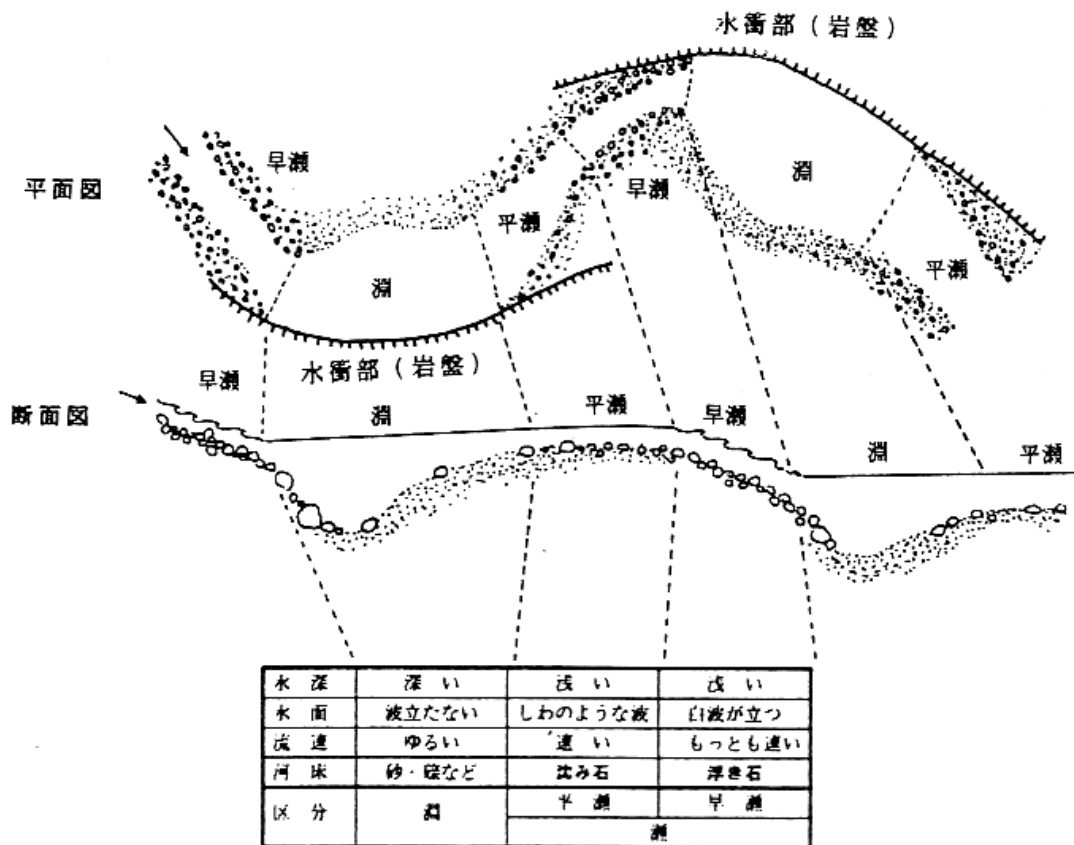 水衝部（岩盤）
早瀬
平面図
淵
早瀬
平瀬
淵
平瀬
水衝部（岩盤）
早瀬
断面図
淵
平瀬
早瀬
淵
平瀬
水深 深い 浅い 浅い
水面 波立たない しわのような波 白波が立つ
流速 ゆるい 速い もっとも速い
河床 砂・礫など 沈み石 浮き石
区分 淵 平瀬 早瀬
瀬